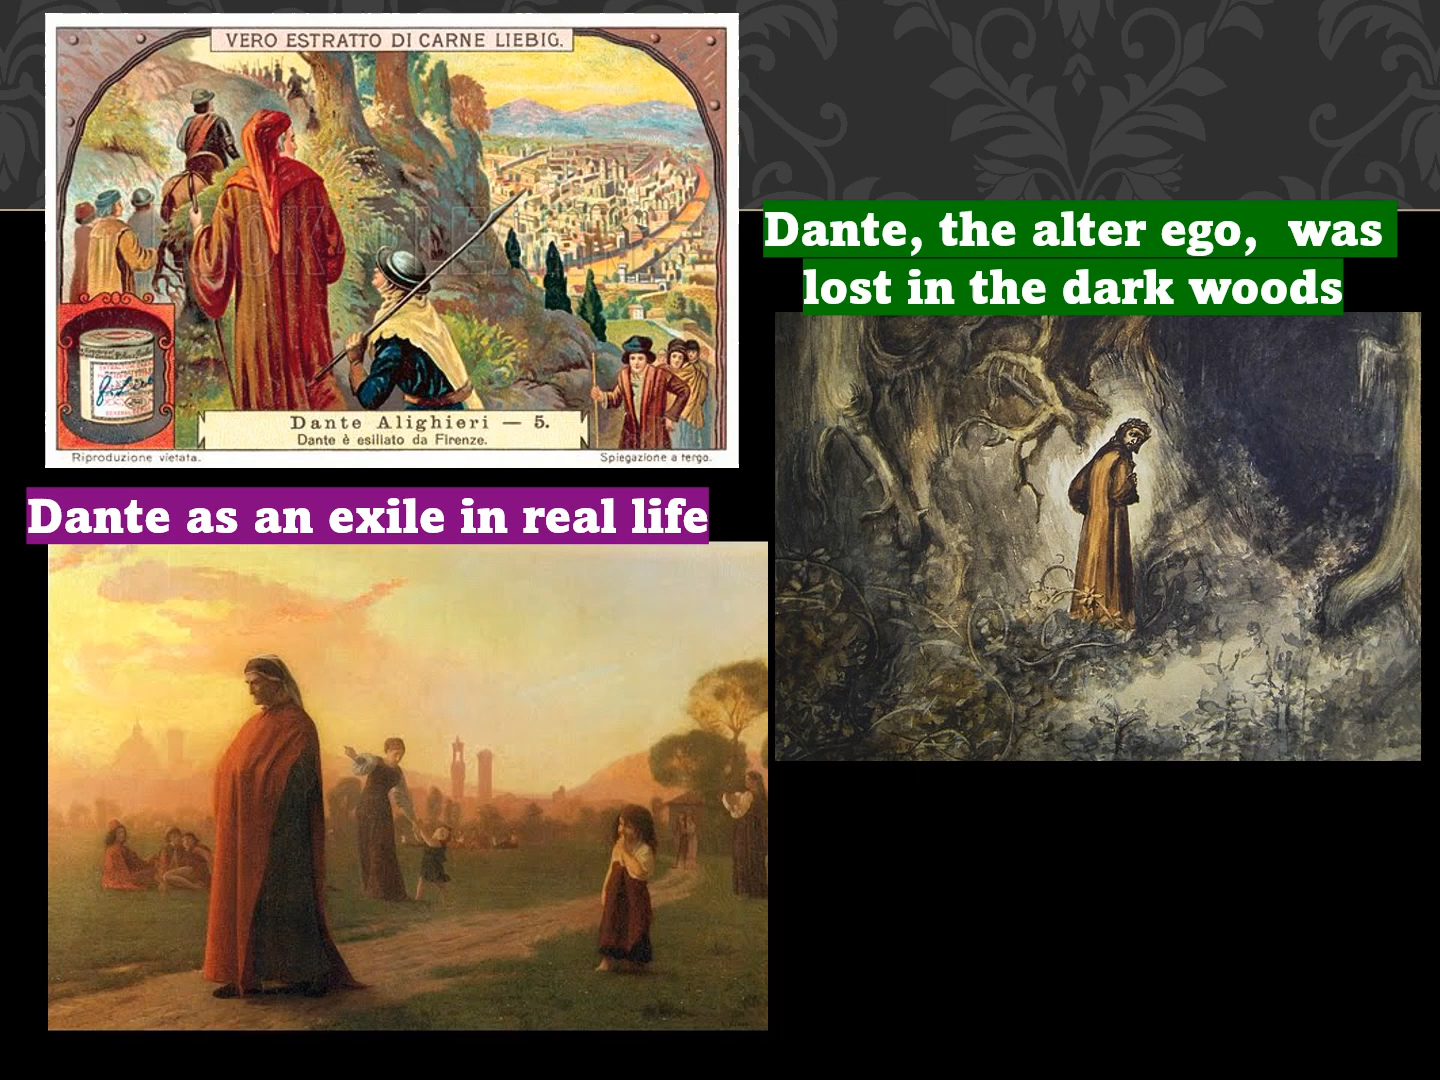 VERO ESTRATTO DI CARNE LIEBIG.
Dante Alighieri — 5.
Dante è esiliato da Firenze.
Riproduzione vietata.
Spiegazione a tergo.
Dante as an exile in real life
Dante, the alter ego,  was
lost in the dark woods